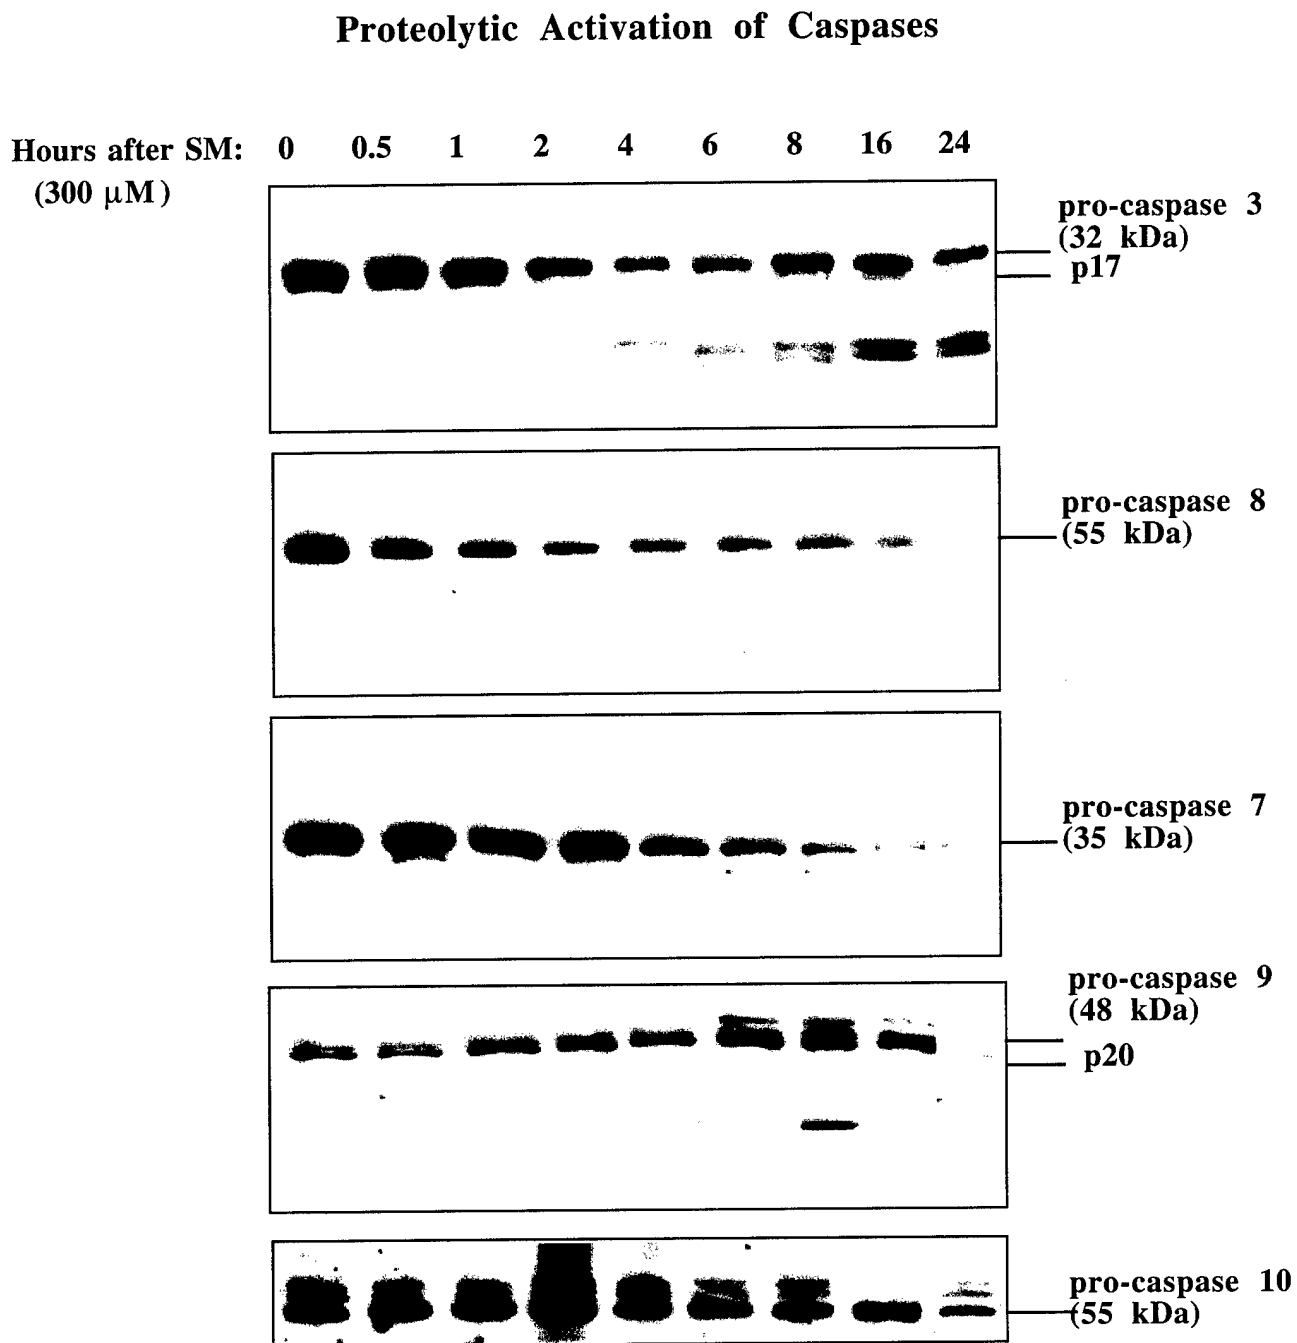 Proteolytic Activation of Caspases
Hours after SM: 0 0.5 1 2 4 6 8 16 24
(300 μM)
pro-caspase 3
(32 kDa)
p17
pro-caspase 8
(55 kDa)
pro-caspase 7
(35 kDa)
pro-caspase 9
(48 kDa)
p20
pro-caspase 10
(55 kDa)